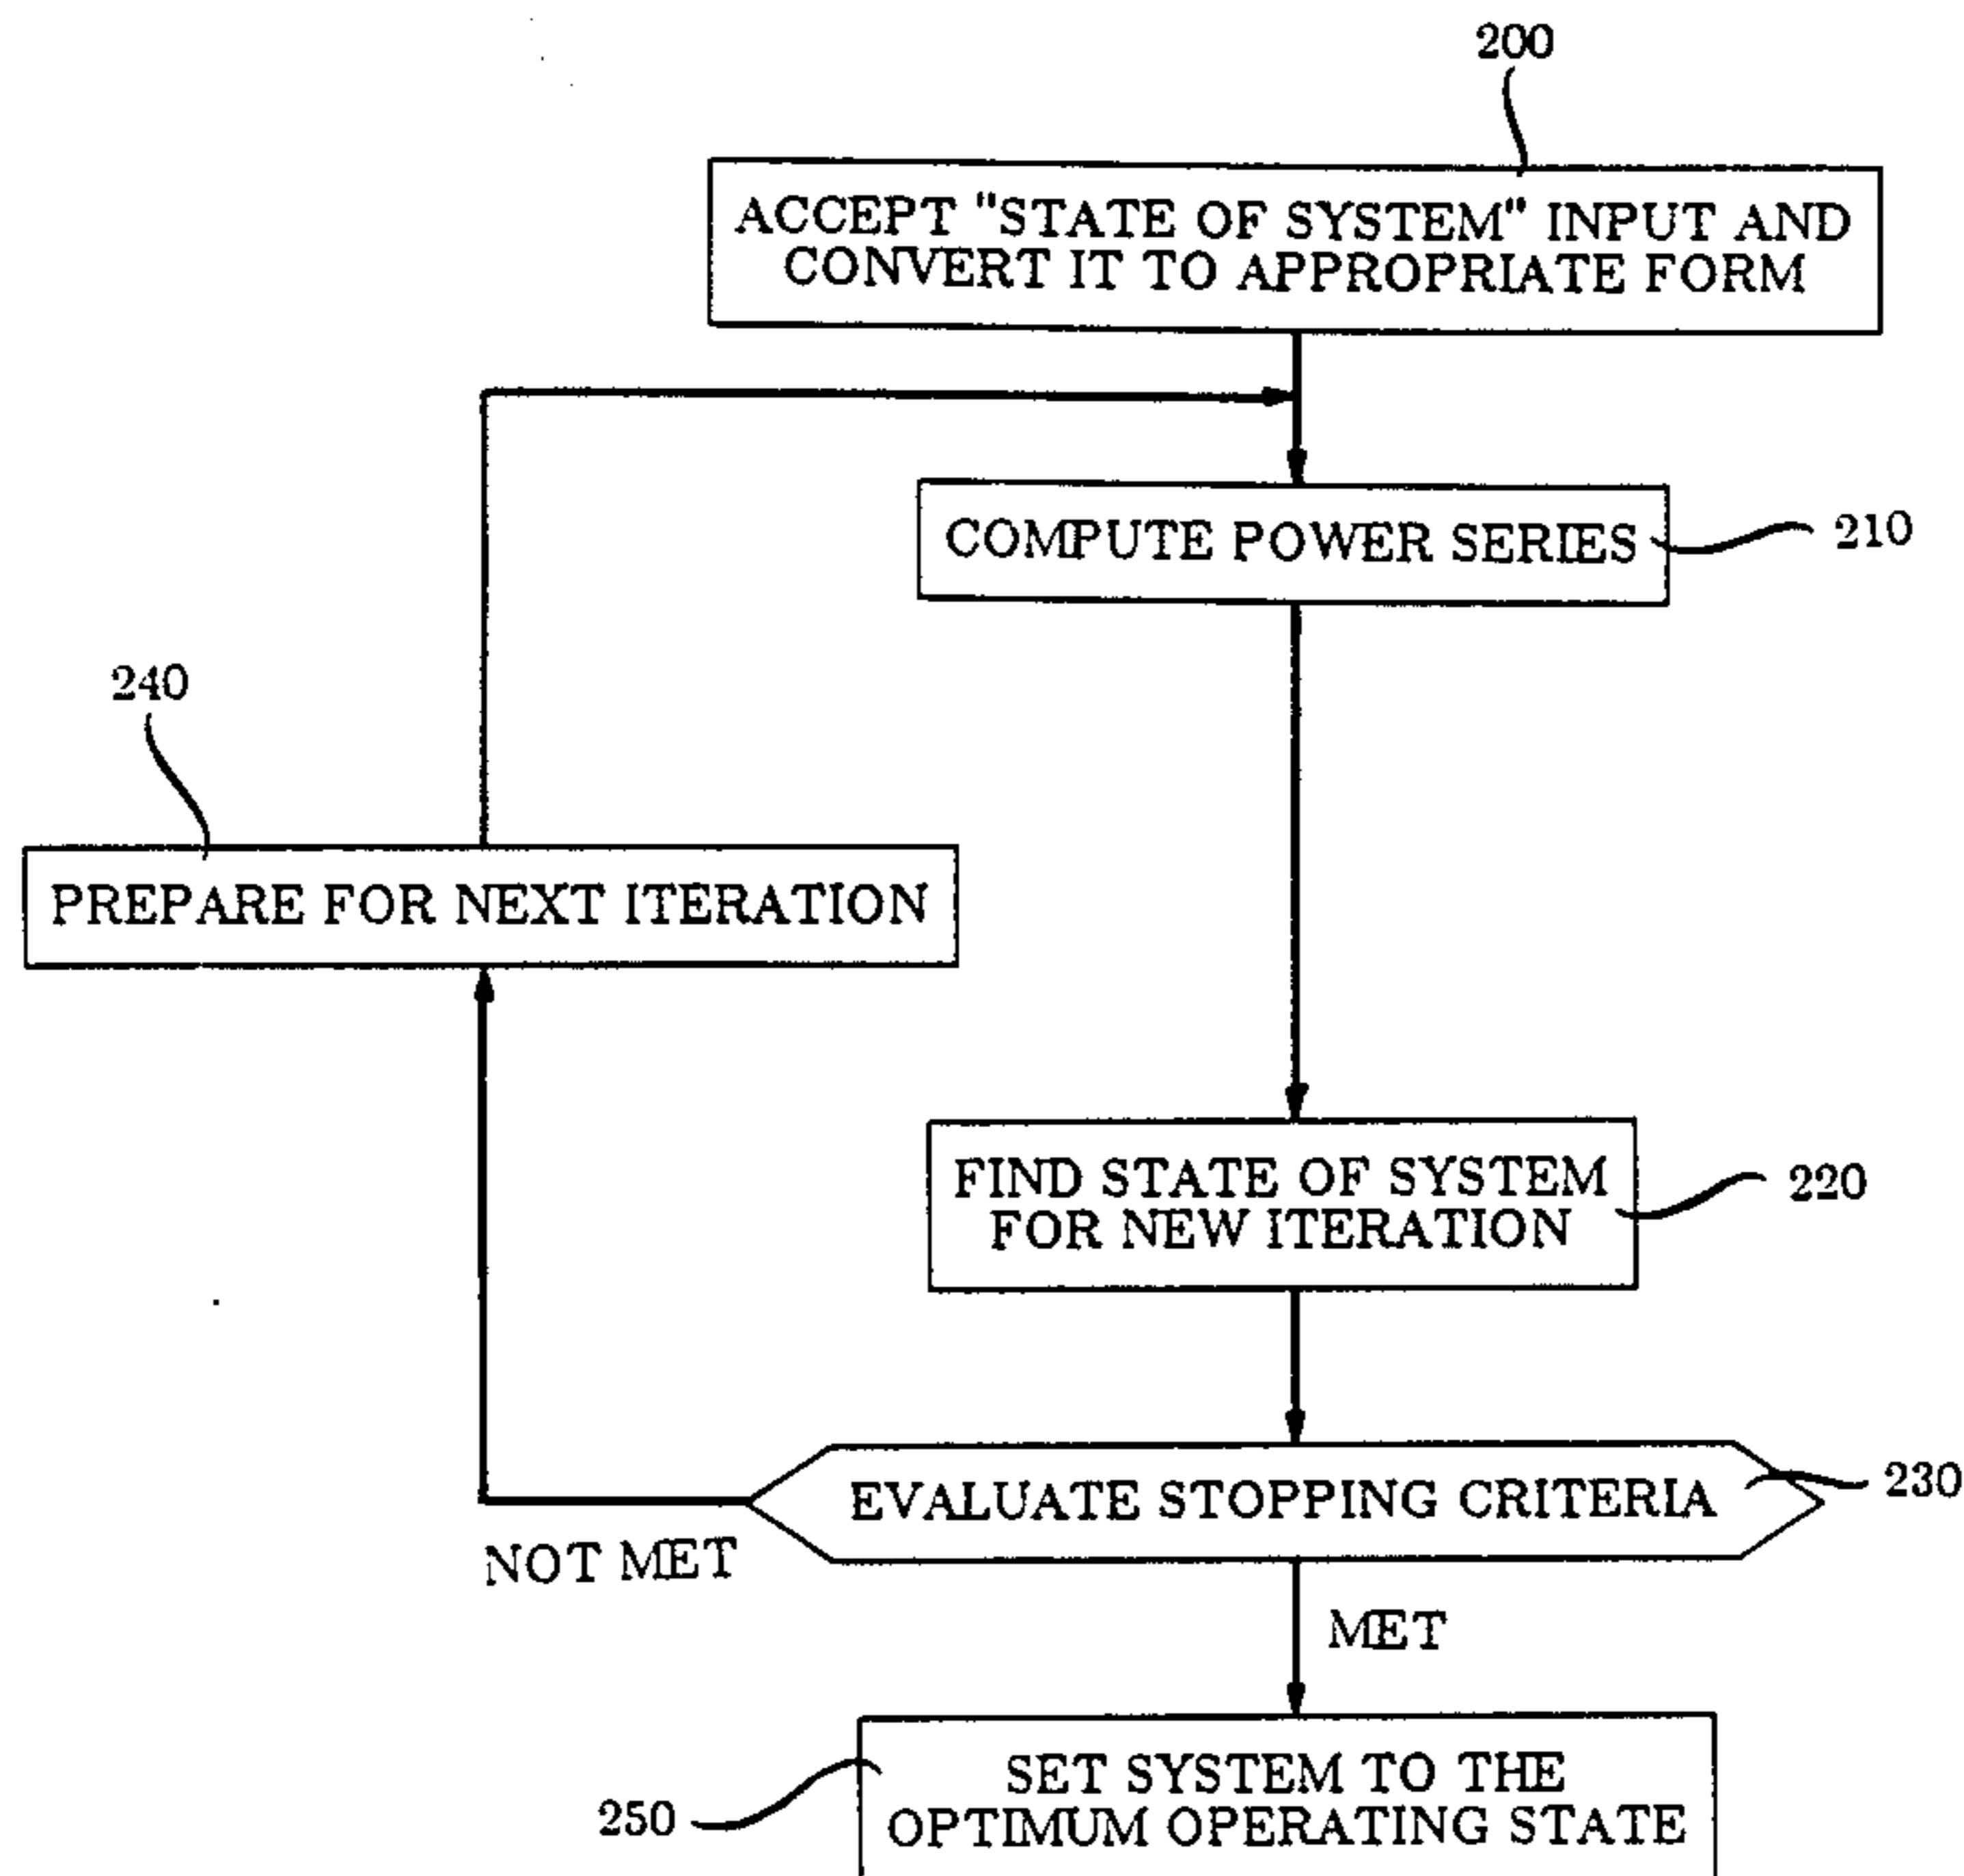 200
ACCEPT "STATE OF SYSTEM" INPUT AND
CONVERT IT TO APPROPRIATE FORM
COMPUTE POWER SERIES
210
240
PREPARE FOR NEXT ITERATION
FIND STATE OF SYSTEM
FOR NEW ITERATION
220
EVALUATE STOPPING CRITERIA
230
NOT MET
MET
SET SYSTEM TO THE
OPTIMUM OPERATING STATE
250